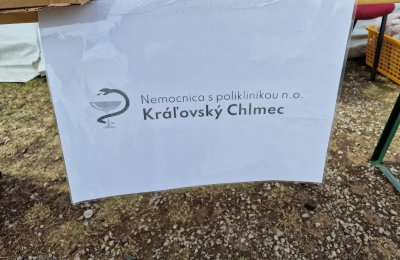 Nemocnica s poliklinikou n.o.
Kráľovský Chlmec